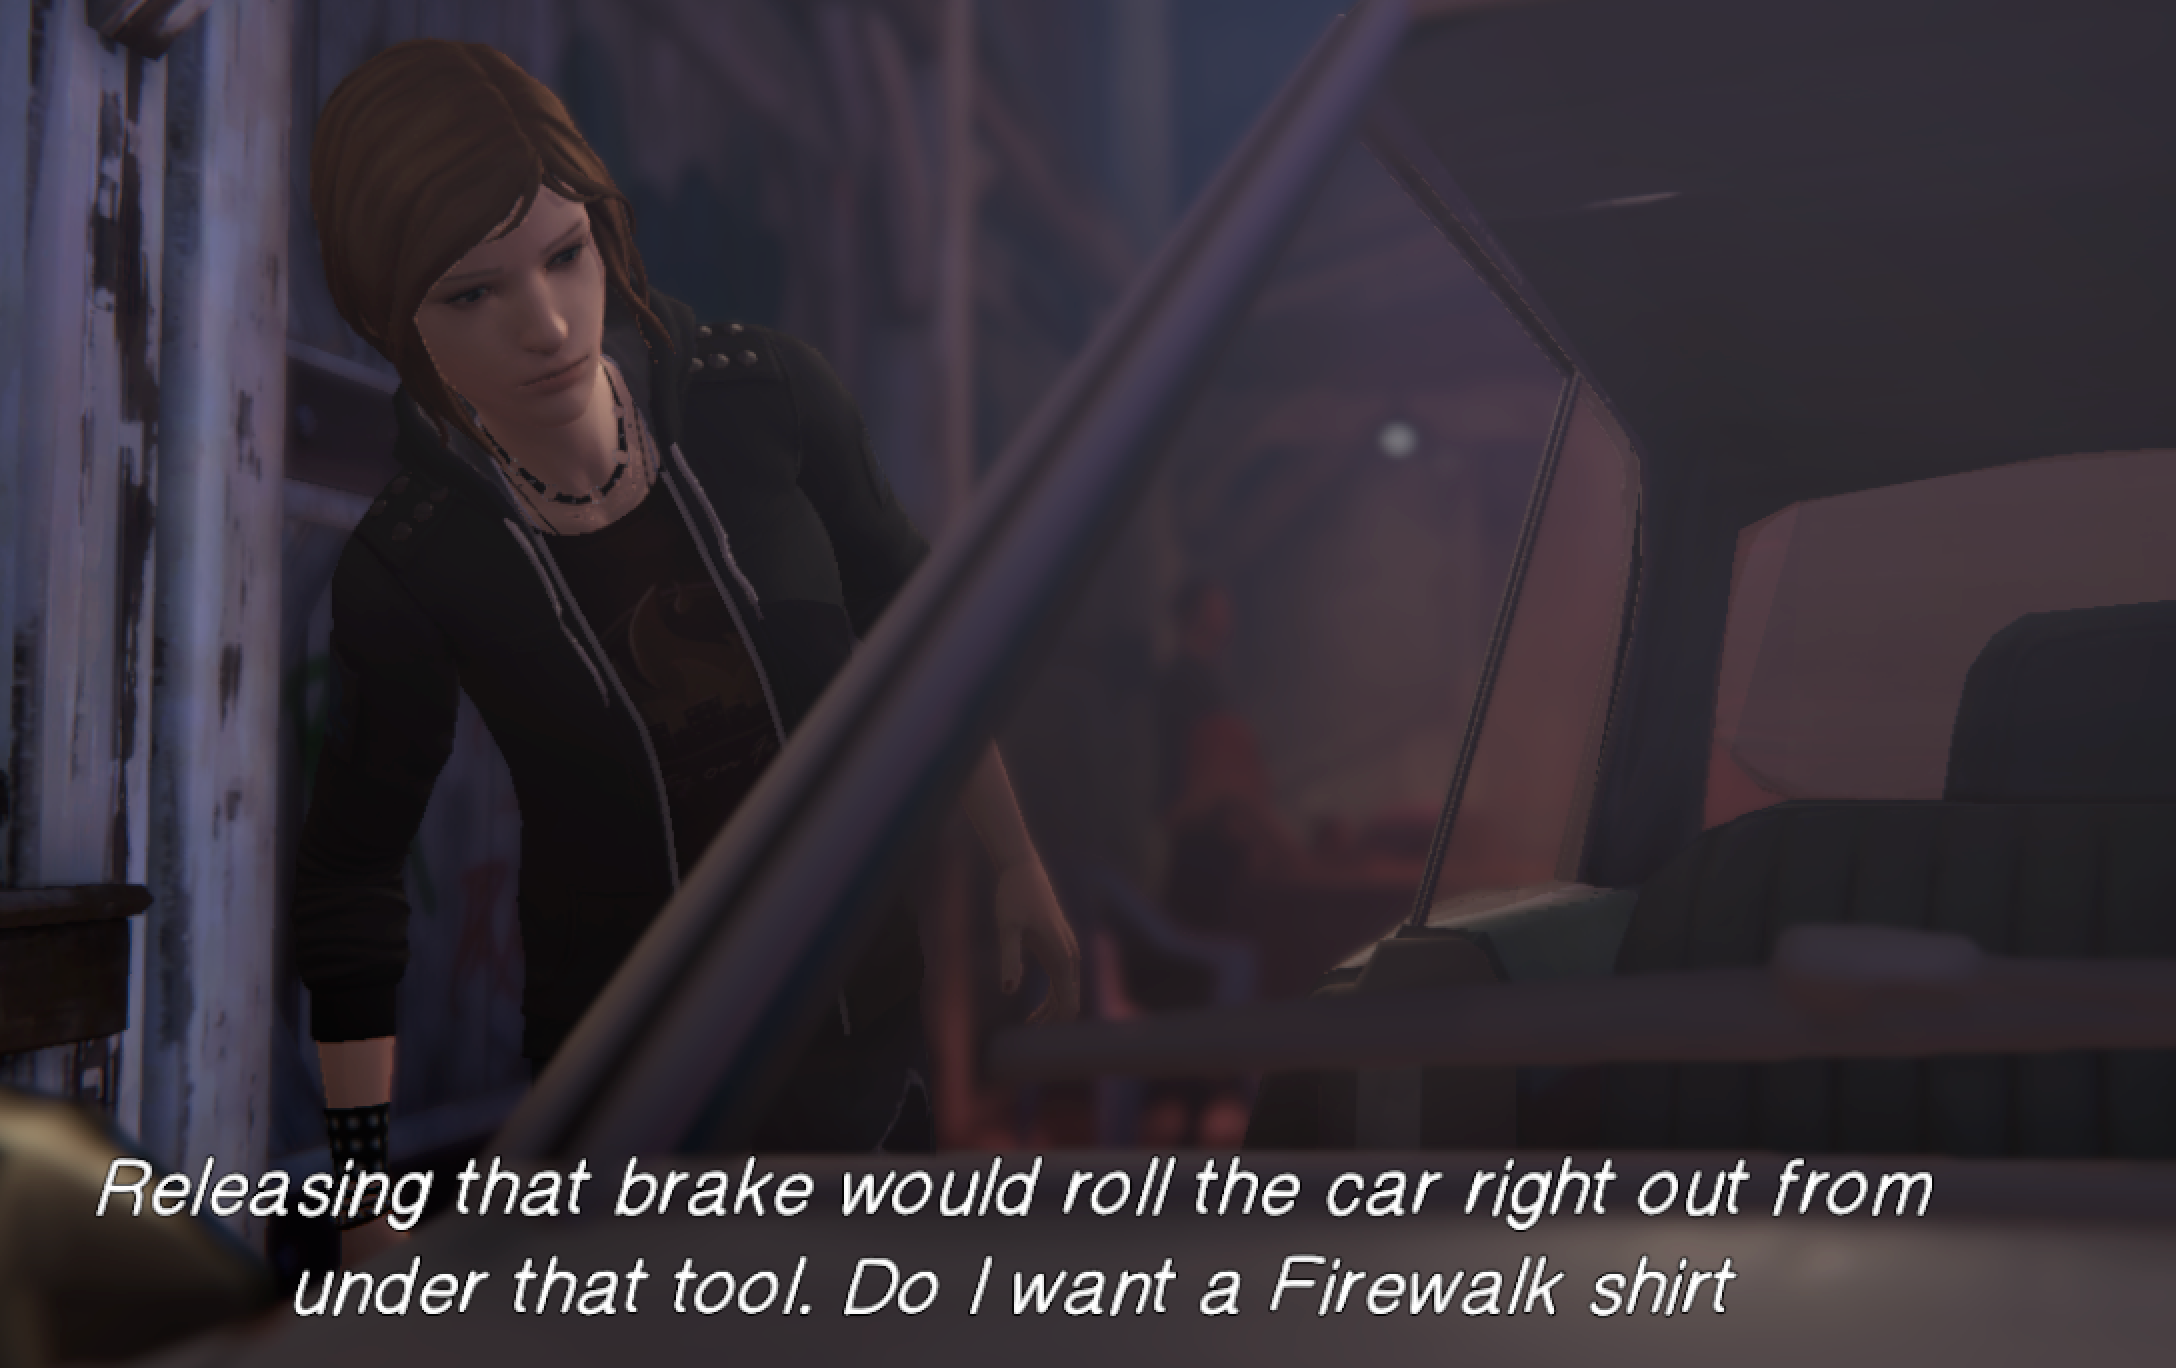 Releasing that brake would roll the car right out from
under that tool. Do I want a Firewalk shirt